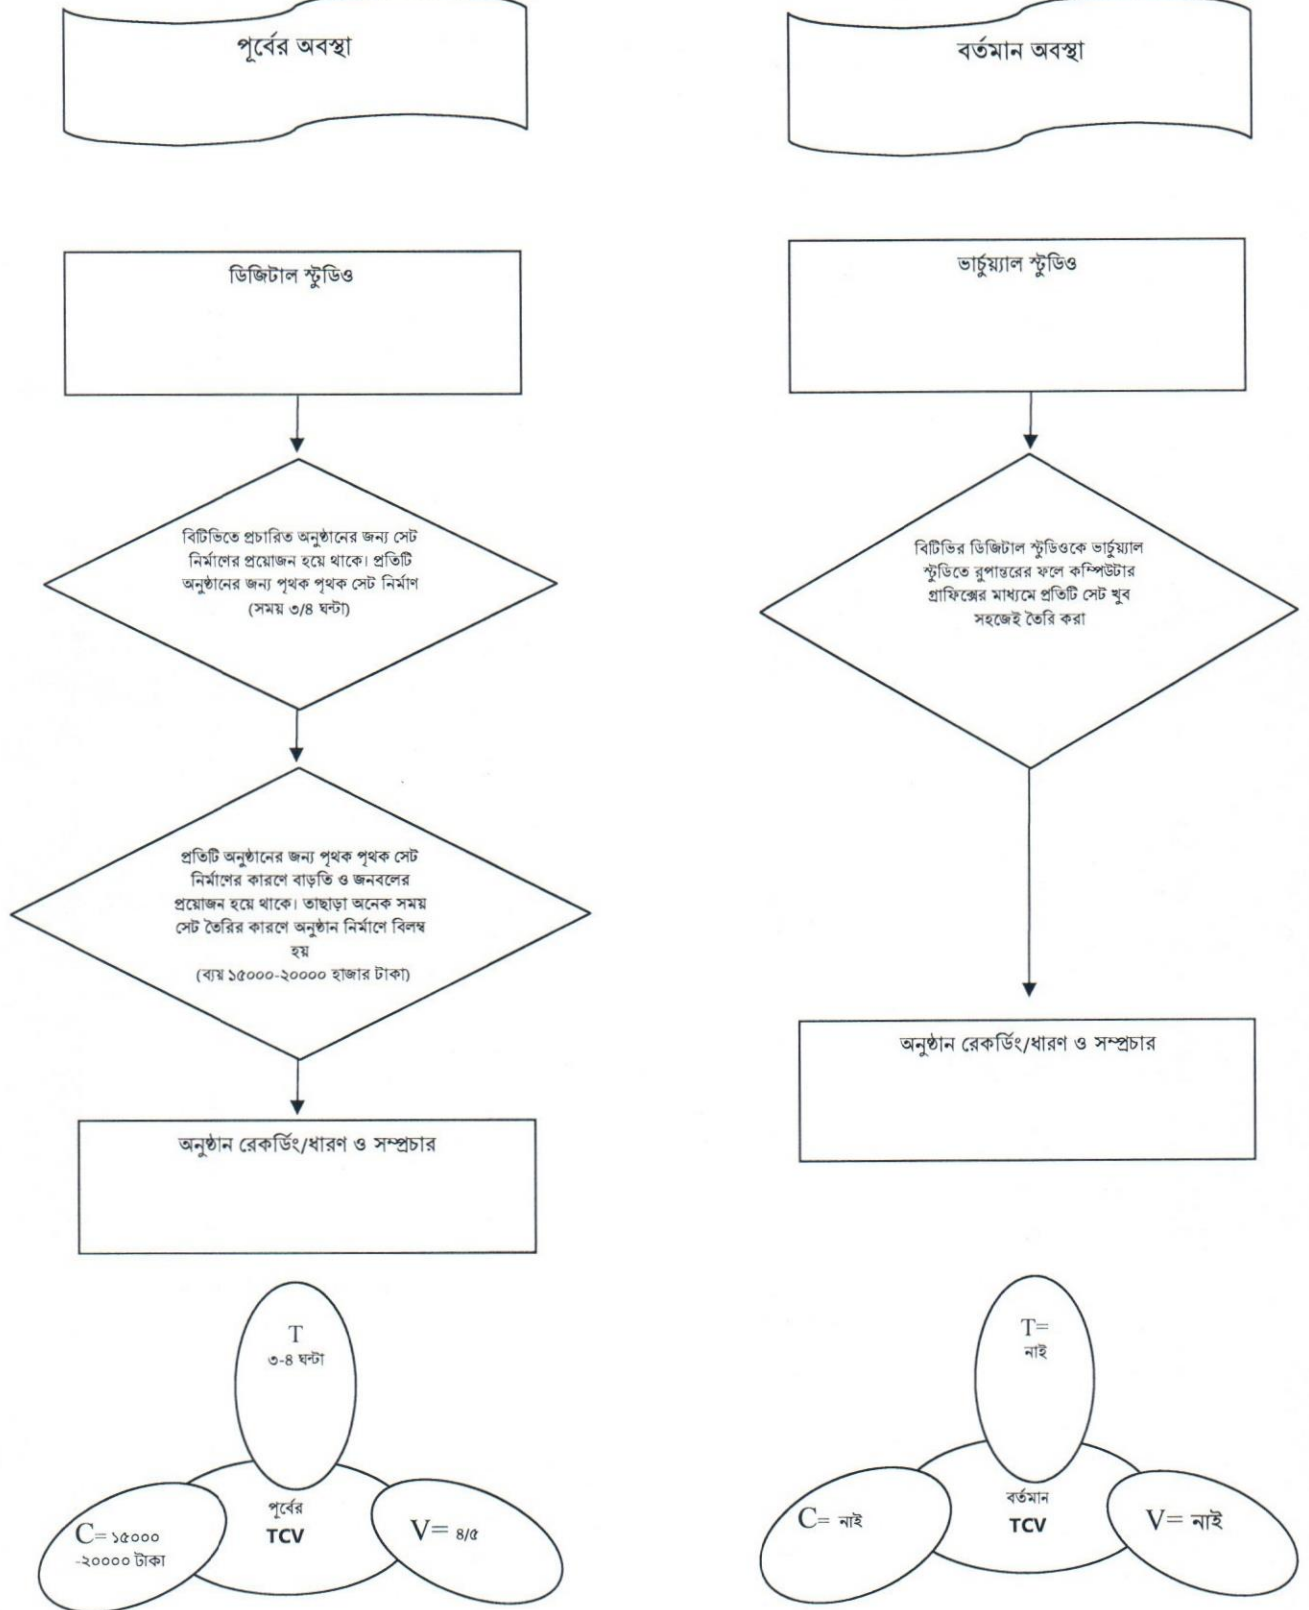 পূর্বের অবস্থা
ডিজিটাল স্টুডিও
বিটিভিতে প্রচারিত অনুষ্ঠানের জন্য সেট
নির্মাণের প্রয়োজন হয়ে থাকে। প্রতিটি
অনুষ্ঠানের জন্য পৃথক পৃথক সেট নির্মাণ
(সময় ৩/৪ ঘন্টা)
প্রতিটি অনুষ্ঠানের জন্য পৃথক পৃথক সেট
নির্মাণের কারণে বাড়তি ও জনবলের
প্রয়োজন হয়ে থাকে। তাছাড়া অনেক সময়
সেট তৈরির কারণে অনুষ্ঠান নির্মাণে বিলম্ব
হয়
(ব্যয় ১৫০০০-২০০০০ হাজার টাকা)
অনুষ্ঠান রেকর্ডিং/ধারণ ও সম্প্রচার
T
৩-৪ ঘন্টা
C= ১৫০০০
-২০০০০ টাকা
পূর্বের
TCV
V= ৪/৫
বর্তমান অবস্থা
ভার্চুয়্যাল স্টুডিও
বিটিভির ডিজিটাল স্টুডিওকে ভার্চুয়্যাল
স্টুডিতে রুপান্তরের ফলে কম্পিউটার
গ্রাফিক্সের মাধ্যমে প্রতিটি সেট খুব
সহজেই তৈরি করা
অনুষ্ঠান রেকর্ডিং/ধারণ ও সম্প্রচার
T=
নাই
C= নাই
বর্তমান
TCV
V= নাই